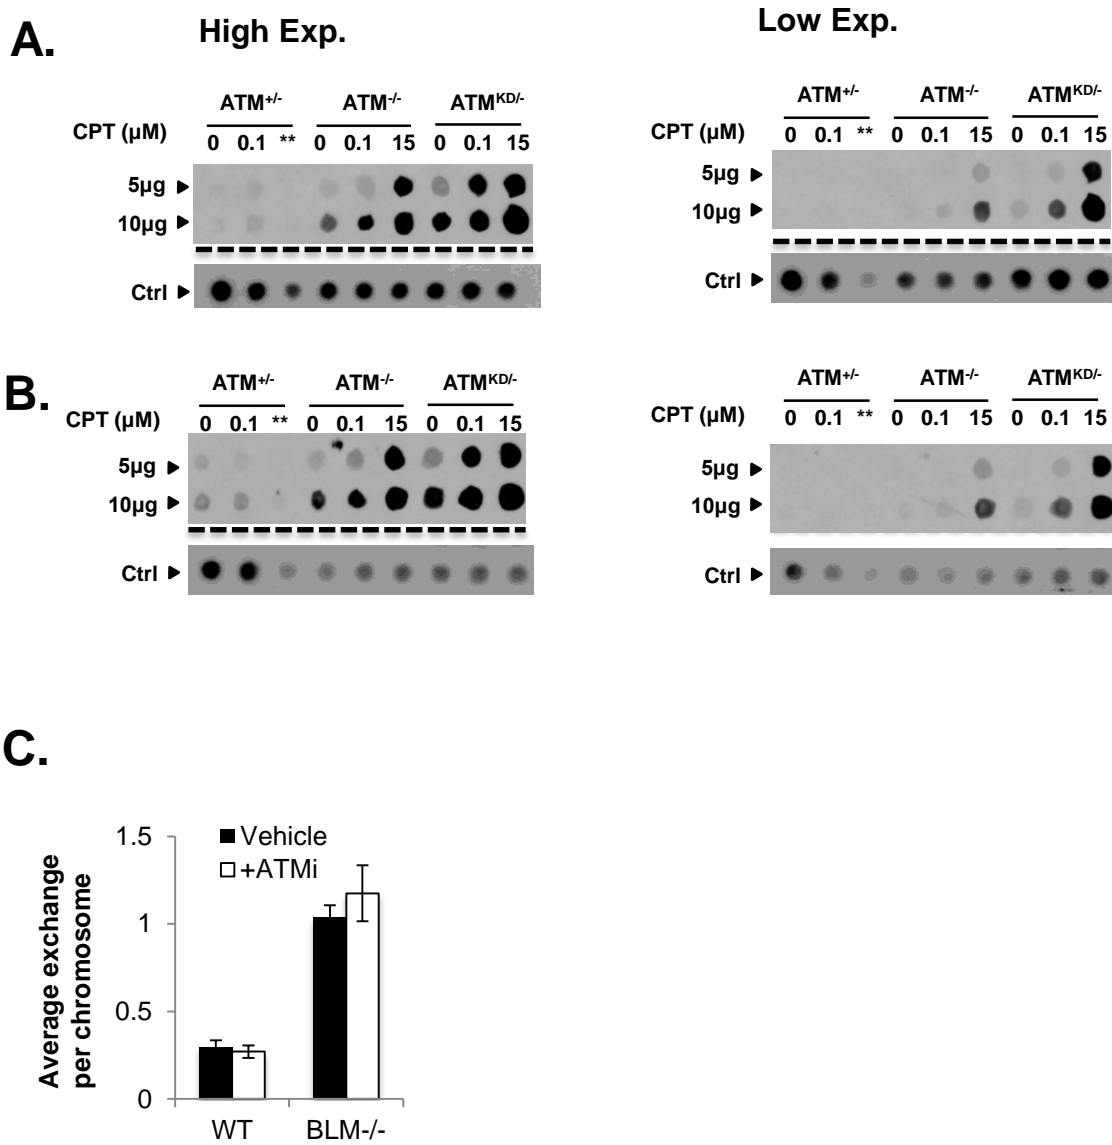 A.
High Exp.
Low Exp.
ATM+/- ATM-/- ATMKD/-
CPT (µM) 0 0.1 ** 0 0.1 15 0 0.1 15
5µg
10µg
Ctrl
ATM+/- ATM-/- ATMKD/-
CPT (µM) 0 0.1 ** 0 0.1 15 0 0.1 15
5µg
10µg
Ctrl
B.
ATM+/- ATM-/- ATMKD/-
CPT (µM) 0 0.1 ** 0 0.1 15 0 0.1 15
5µg
10µg
Ctrl
ATM+/- ATM-/- ATMKD/-
CPT (µM) 0 0.1 ** 0 0.1 15 0 0.1 15
5µg
10µg
Ctrl
C.
Average exchange
per chromosome
1.5
1
0.5
0
Vehicle
+ATMi
WT BLM-/-